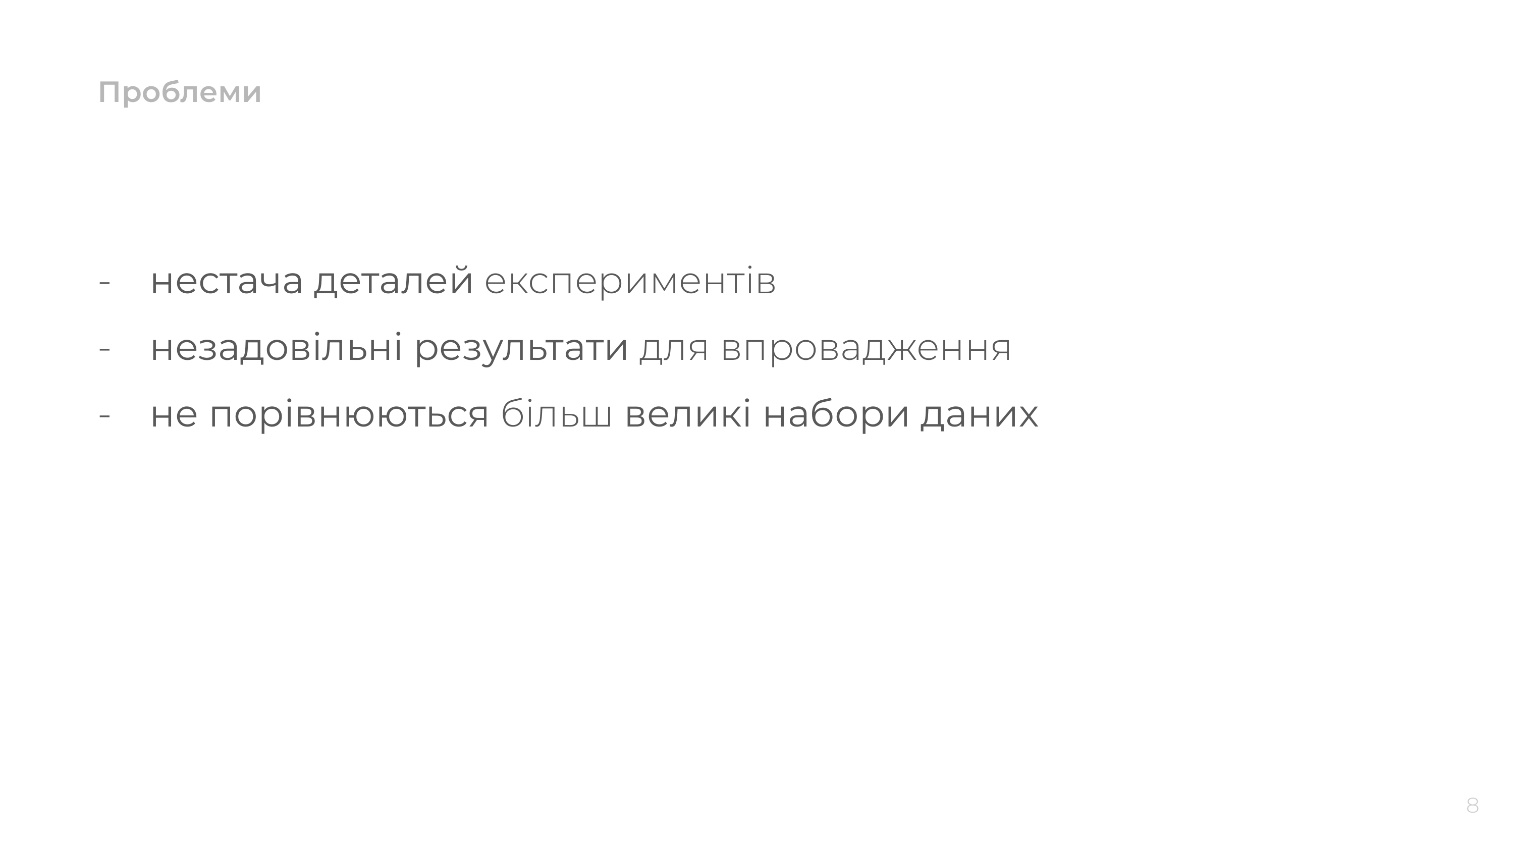 Проблеми
- нестача деталей експериментів
- незадовільні результати для впровадження
- не порівнюються більш великі набори даних
8